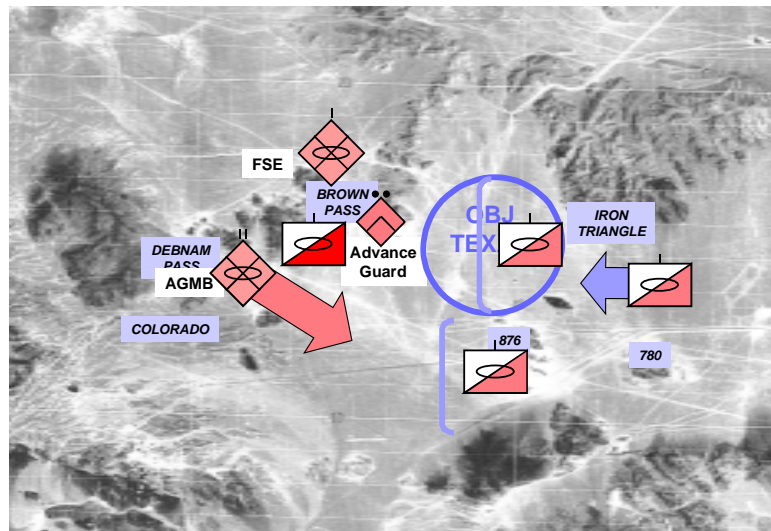 FSE
BROWN
PASS
OBJ
TEX
IRON
TRIANGLE
DEBNAM
PASS
AGMB
Advance
Guard
COLORADO
876
780